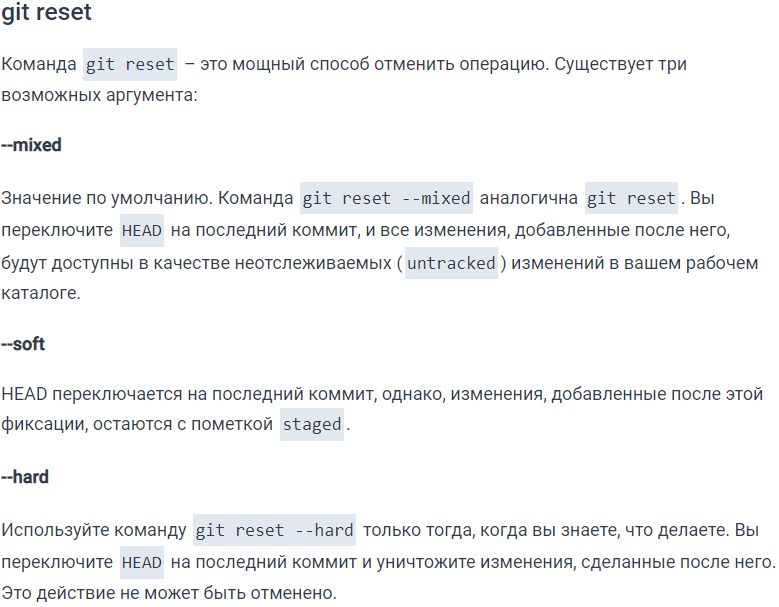 git reset
Команда git reset – это мощный способ отменить операцию. Существует три
возможных аргумента:
--mixed
Значение по умолчанию. Команда git reset --mixed аналогична git reset. Вы
переключите HEAD на последний коммит, и все изменения, добавленные после него,
будут доступны в качестве неотслеживаемых (untracked) изменений в вашем рабочем
каталоге.
--soft
HEAD переключается на последний коммит, однако, изменения, добавленные после этой
фиксации, остаются с пометкой staged.
--hard
Используйте команду git reset --hard только тогда, когда вы знаете, что делаете. Вы
переключите HEAD на последний коммит и уничтожите изменения, сделанные после него.
Это действие не может быть отменено.